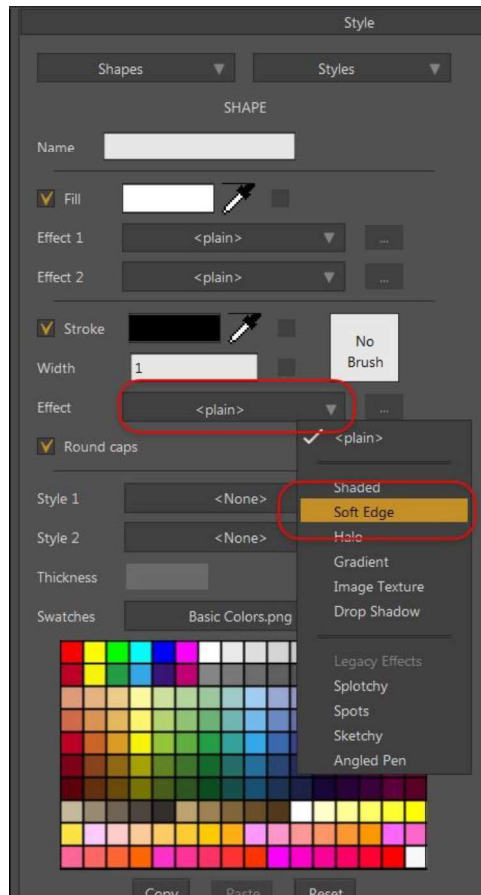 Style
Shapes Styles
SHAPE
Name
Fill
Effect 1 <plain> ...
Effect 2 <plain> ...
Stroke
No
Brush
Width 1
Effect <plain> ...
<plain>
Round caps
Shaded
Style 1 <None>
Soft Edge
Style 2 <None>
Halo
Gradient
Thickness
Image Texture
Swatches Basic Colors.png
Drop Shadow
Legacy Effects
Splotchy
Spots
Sketchy
Angled Pen
Copy Paste Reset